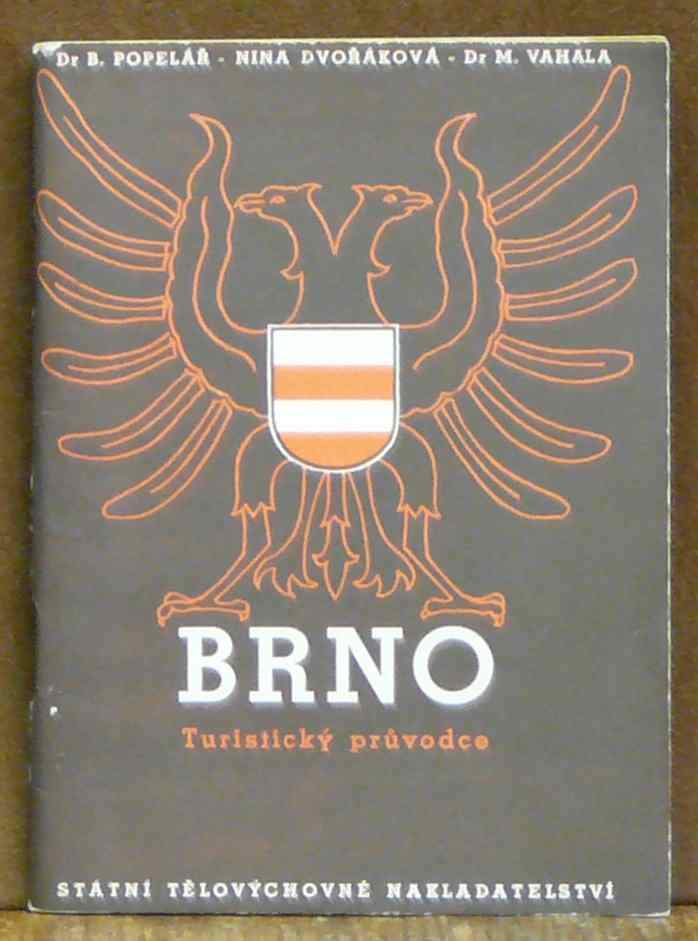 Dr B. POPELÁŘ - NINA DVOŘÁKOVÁ - Dr M. VAHALA
BRNO
Turistický průvodce
STÁTNÍ TĚLOVÝCHOVNÉ NAKLADATELSTVÍ